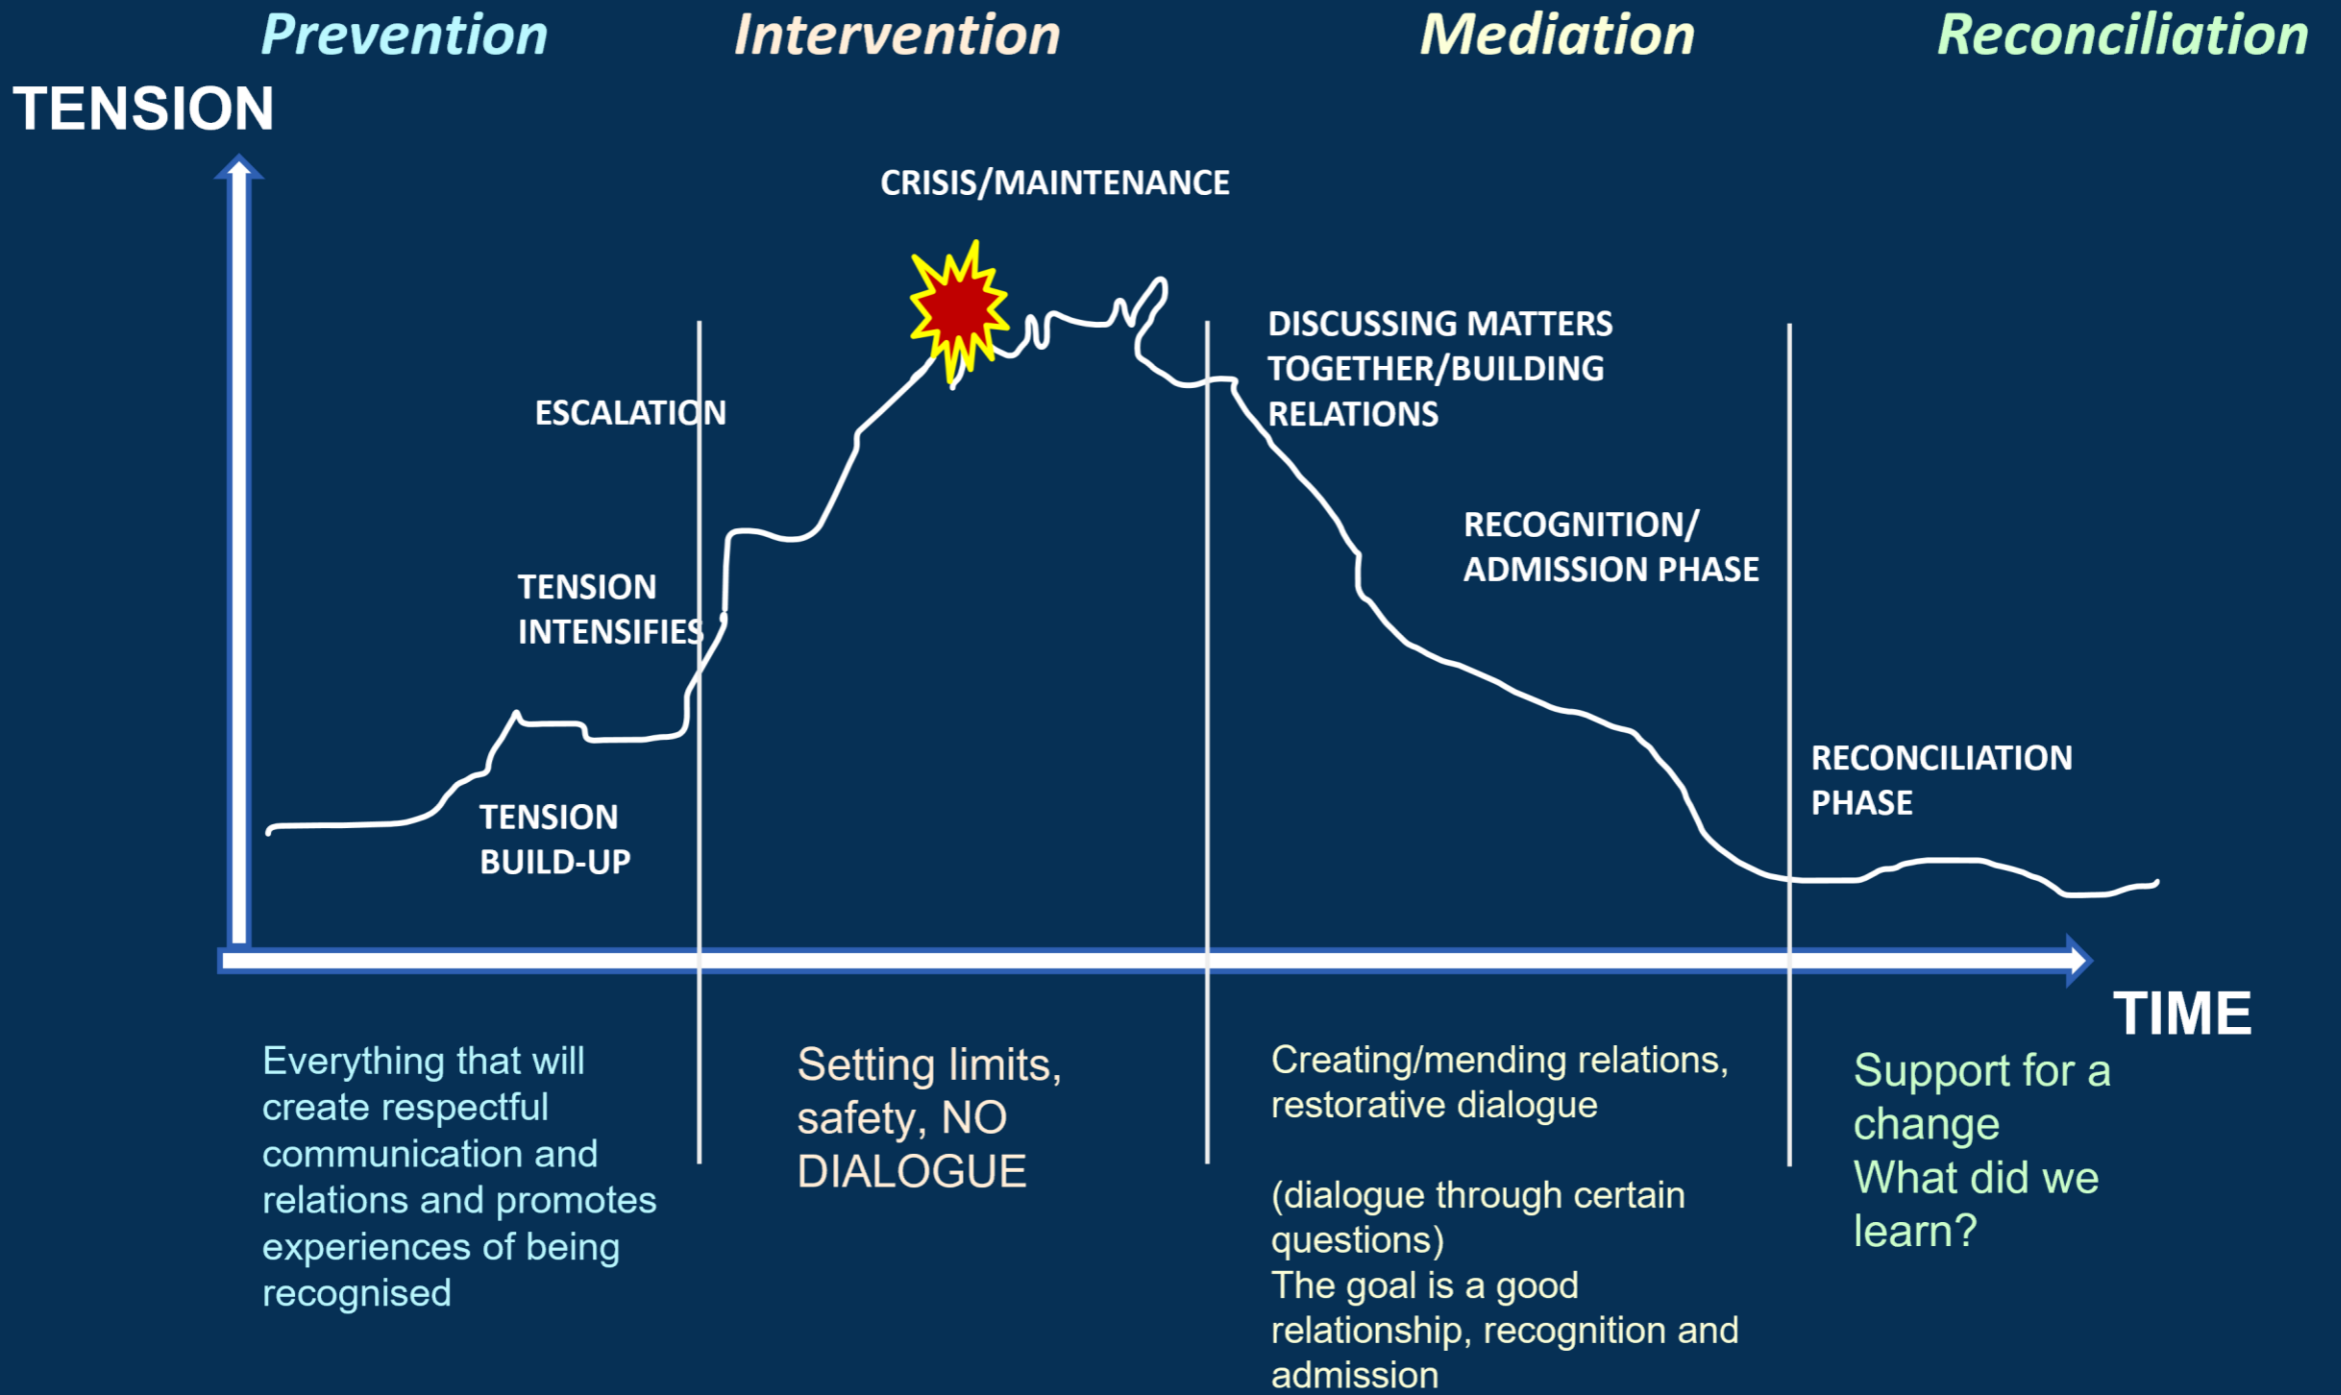 Prevention
Intervention
Mediation
Reconciliation
TENSION
CRISIS/MAINTENANCE
DISCUSSING MATTERS
TOGETHER/BUILDING
RELATIONS
ESCALATION
RECOGNITION/
ADMISSION PHASE
TENSION
INTENSIFIES
RECONCILIATION
PHASE
TENSION
BUILD-UP
TIME
Everything that will
create respectful
communication and
relations and promotes
experiences of being
recognised
Setting limits,
safety, NO
DIALOGUE
Creating/mending relations,
restorative dialogue
(dialogue through certain
questions)
The goal is a good
relationship, recognition and
admission
Support for a
change
What did we
learn?